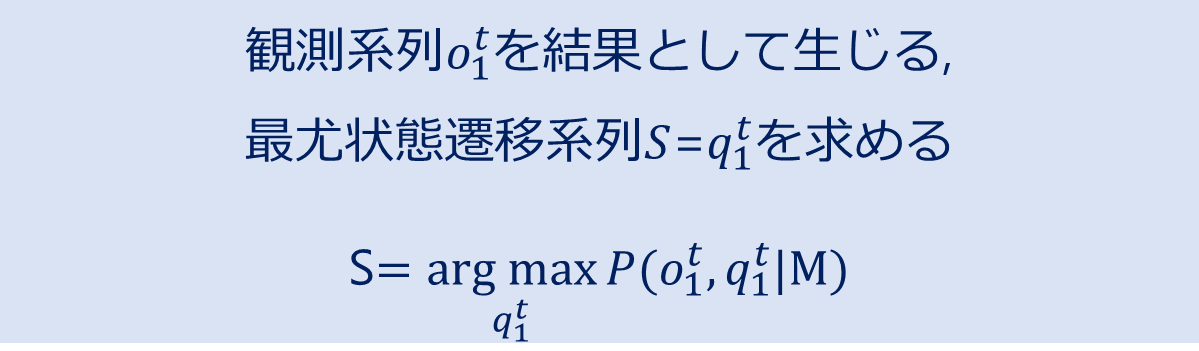 観測系列𝑜₁ᵗを結果として生じる,
最尤状態遷移系列𝑆=𝑞₁ᵗを求める
S= arg max 𝑃(𝑜₁ᵗ, 𝑞₁ᵗ|M)
𝑞₁ᵗ